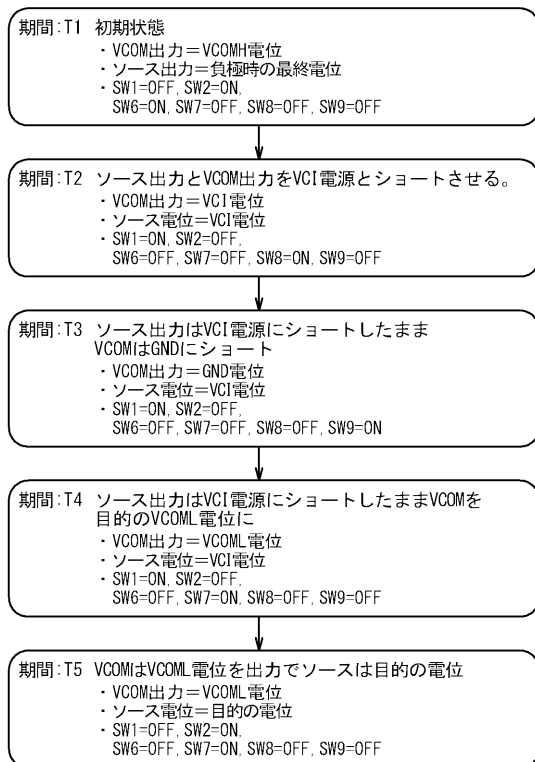 期間:T1 初期状態
・VCOM出力＝VCOMH電位
・ソース出力＝負極時の最終電位
・SW1=OFF, SW2=ON,
SW6=ON, SW7=OFF, SW8=OFF, SW9=OFF
期間:T2 ソース出力とVCOM出力をVCI電源とショートさせる。
・VCOM出力＝VCI電位
・ソース電位＝VCI電位
・SW1=ON, SW2=OFF,
SW6=OFF, SW7=OFF, SW8=ON, SW9=OFF
期間:T3 ソース出力はVCI電源にショートしたまま
VCOMはGNDにショート
・VCOM出力＝GND電位
・ソース電位＝VCI電位
・SW1=ON, SW2=OFF,
SW6=OFF, SW7=OFF, SW8=OFF, SW9=ON
期間:T4 ソース出力はVCI電源にショートしたままVCOMを
目的のVCOML電位に
・VCOM出力＝VCOML電位
・ソース電位＝VCI電位
・SW1=ON, SW2=OFF,
SW6=OFF, SW7=ON, SW8=OFF, SW9=OFF
期間:T5 VCOMはVCOML電位を出力でソースは目的の電位
・VCOM出力＝VCOML電位
・ソース電位＝目的の電位
・SW1=OFF, SW2=ON,
SW6=OFF, SW7=ON, SW8=OFF, SW9=OFF